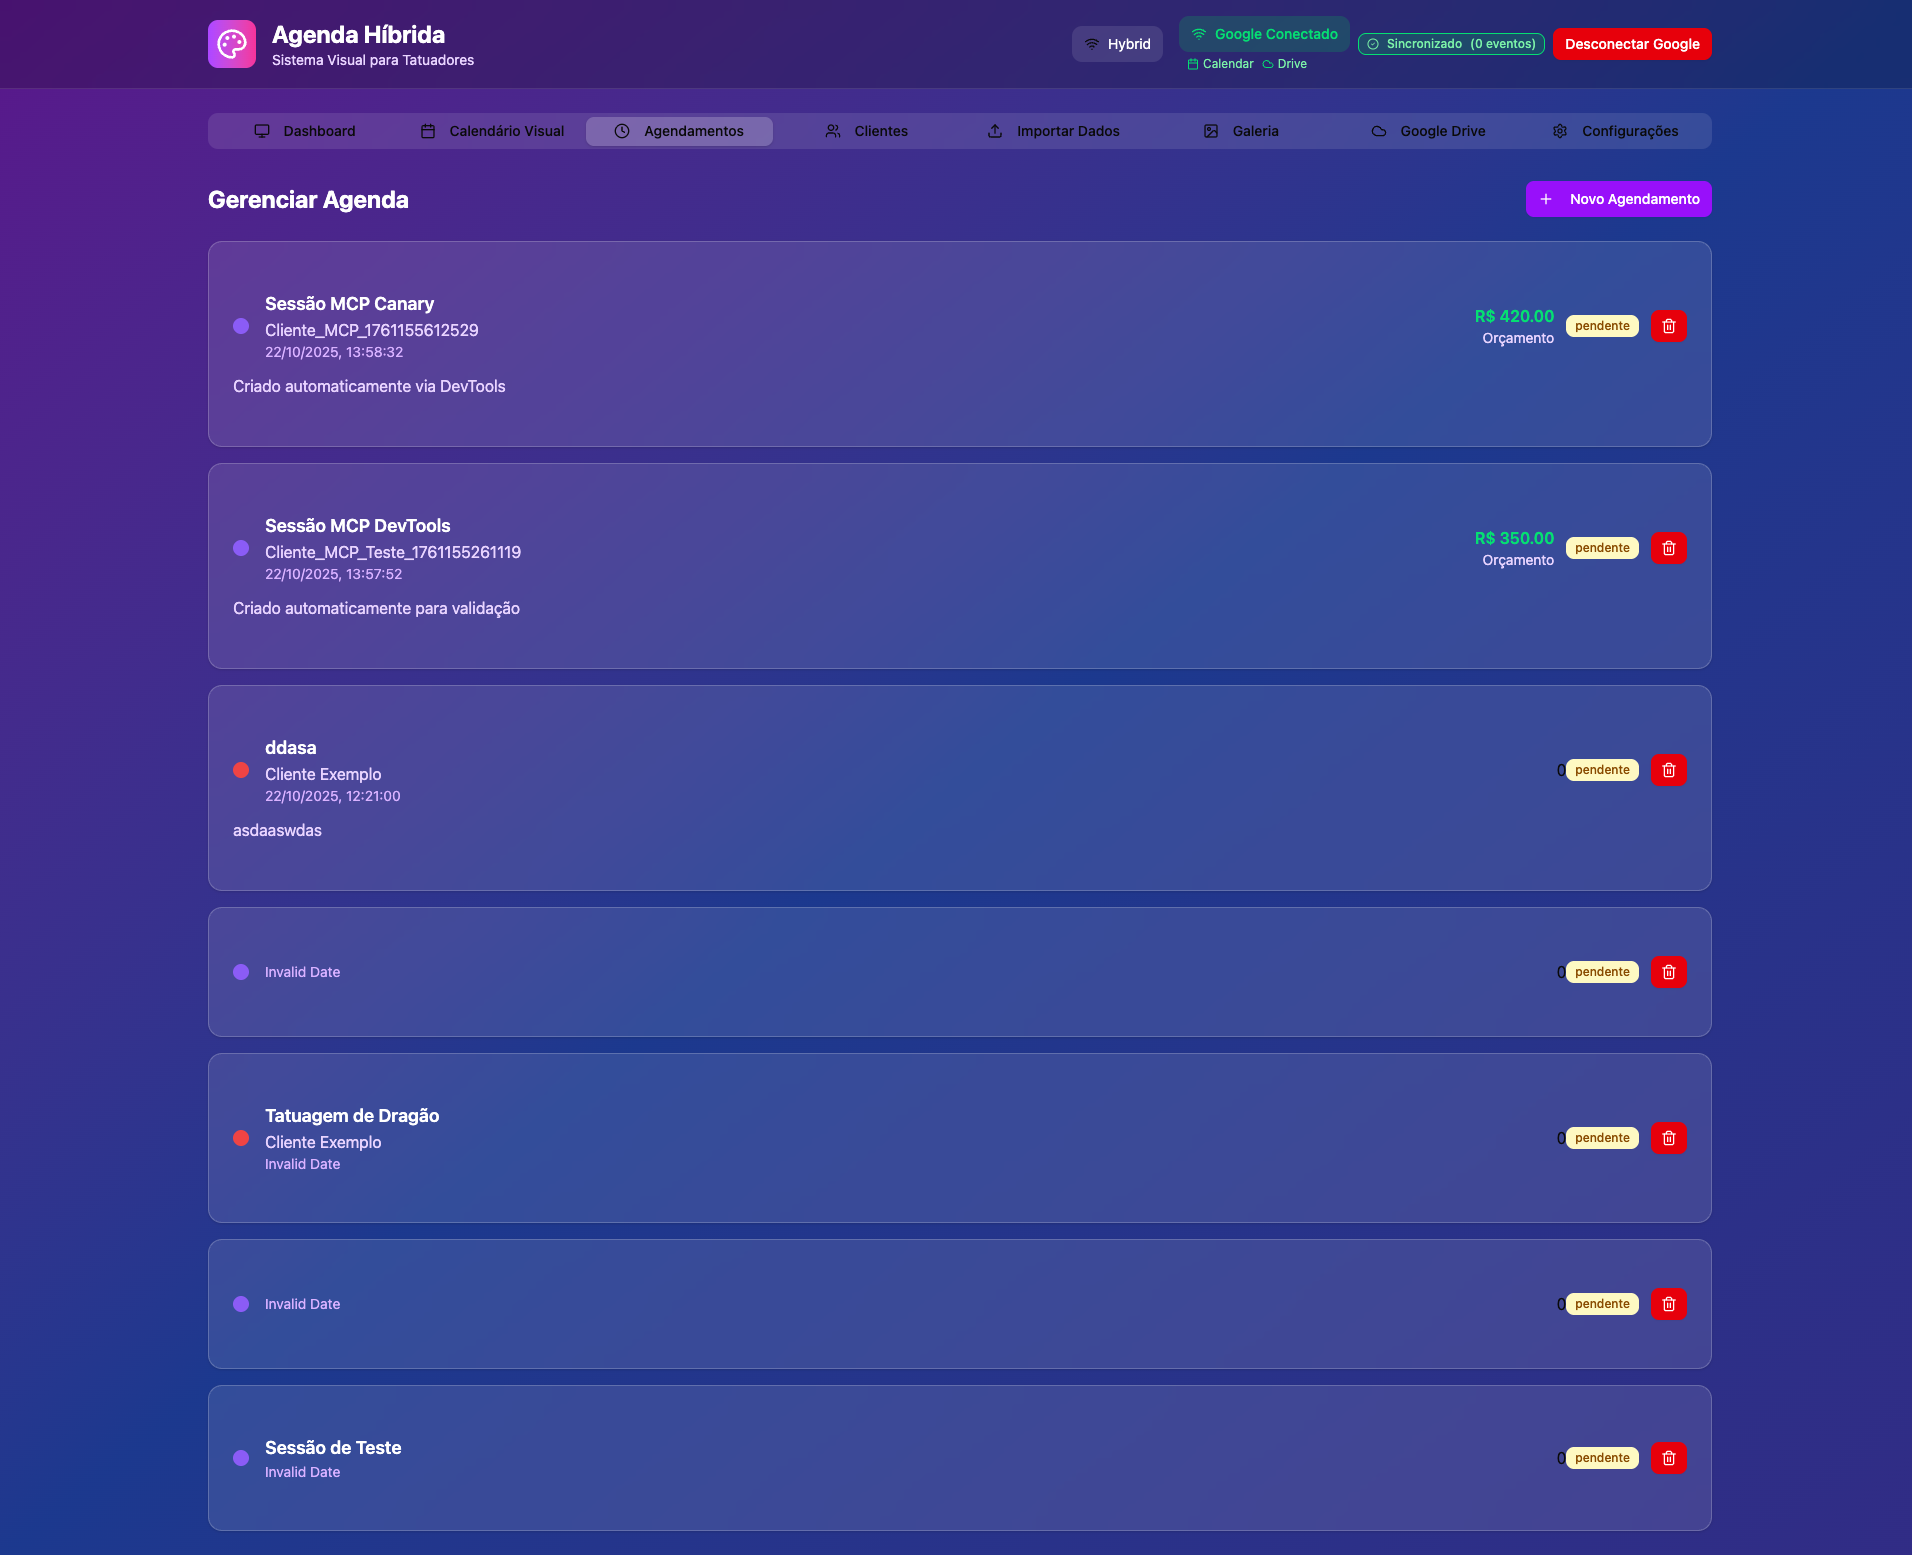 Agenda Híbrida
Sistema Visual para Tatuadores
Hybrid
Google Conectado
Calendar
Drive
Sincronizado (0 eventos)
Desconectar Google
Dashboard
Calendário Visual
Agendamentos
Clientes
Importar Dados
Galeria
Google Drive
Configurações
Gerenciar Agenda
Novo Agendamento
Sessão MCP Canary
Cliente_MCP_1761155612529
22/10/2025, 13:58:32
R$ 420.00
Orçamento
pendente
Criado automaticamente via DevTools
Sessão MCP DevTools
Cliente_MCP_Teste_1761155261119
22/10/2025, 13:57:52
R$ 350.00
Orçamento
pendente
Criado automaticamente para validação
ddasa
Cliente Exemplo
22/10/2025, 12:21:00
0
pendente
asdaaswdas
Invalid Date
0
pendente
Tatuagem de Dragão
Cliente Exemplo
Invalid Date
0
pendente
Invalid Date
0
pendente
Sessão de Teste
Invalid Date
0
pendente